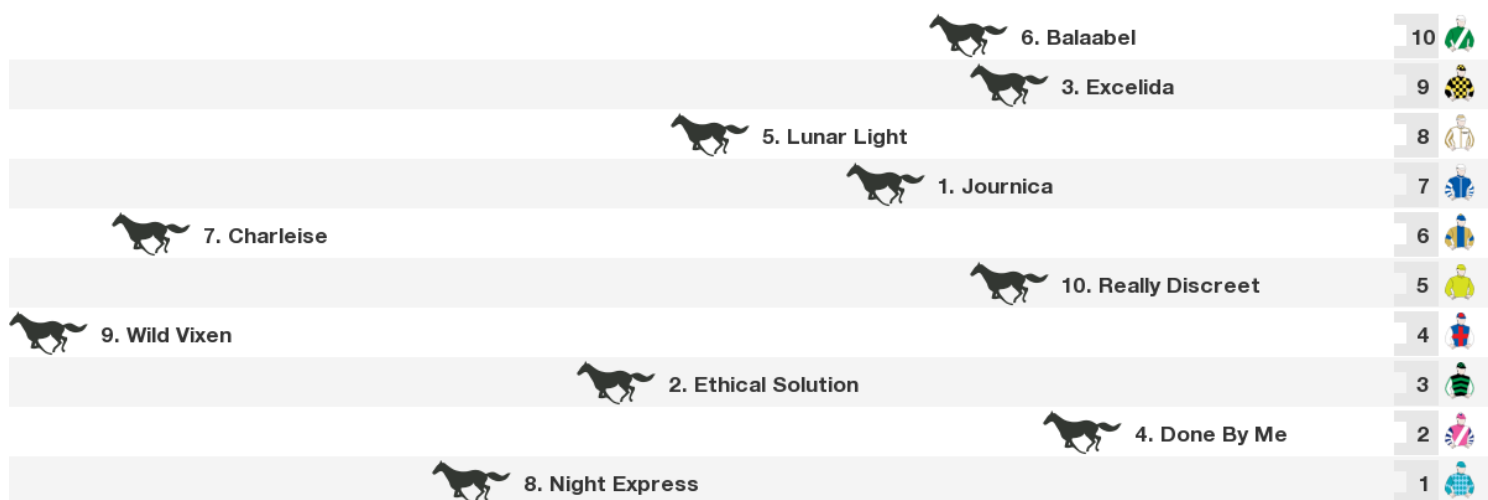 6. Balaabel 10
3. Excelida 9
5. Lunar Light 8
1. Journica 7
7. Charleise 6
10. Really Discreet 5
9. Wild Vixen 4
2. Ethical Solution 3
4. Done By Me 2
8. Night Express 1